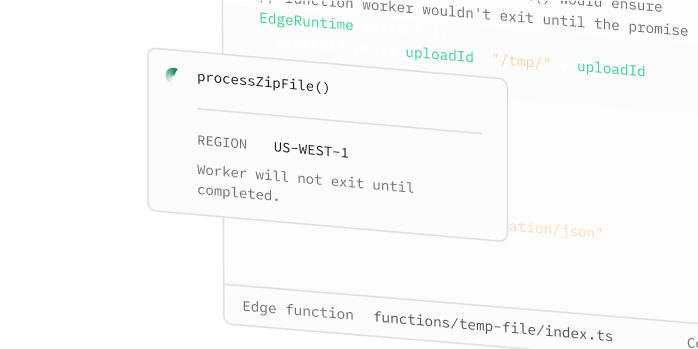 would ensure
function worker wouldn't exit until the promise
EdgeRuntime
uploadId "/tmp/" uploadId
processZipFile()
REGION US-WEST-1
Worker will not exit until
completed.
ation/json"
Edge function functions/temp-file/index.ts